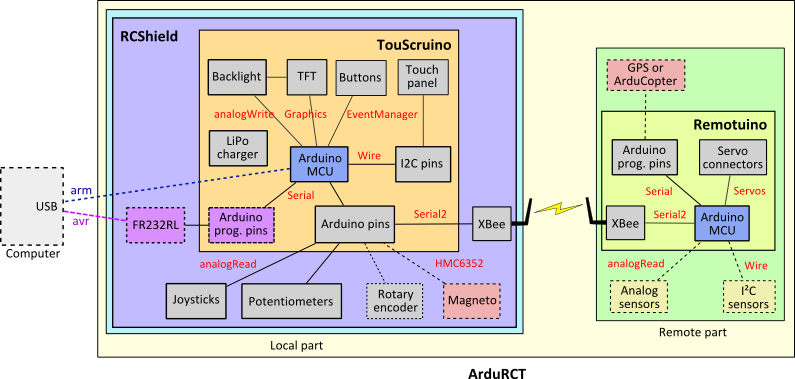 RCShield
TouScruino
Backlight
TFT
Buttons
Touch
panel
analogWrite
Graphics
EventManager
LiPo
charger
Arduino
MCU
Wire
I2C pins
Serial
arm
USB
avr
Computer
FR232RL
Arduino
prog. pins
Arduino pins
Serial2
XBee
analogRead
HMC6352
Joysticks
Potentiometers
Rotary
encoder
Magneto
Local part
GPS or
ArduCopter
Remotuino
Arduino
prog. pins
Servo
connectors
Serial
Servos
XBee
Serial2
Arduino
MCU
analogRead
Wire
Analog
sensors
I²C
sensors
Remote part
ArduRCT